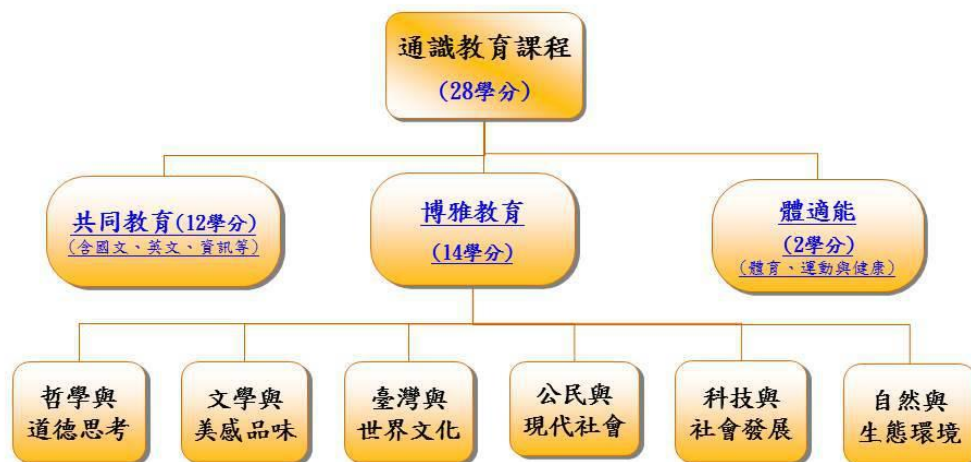 通識教育課程
(28學分)
共同教育(12學分)
(含國文、英文、資訊等)
博雅教育
(14學分)
體適能
(2學分)
(體育、運動與健康)
哲學與
道德思考
文學與
美感品味
臺灣與
世界文化
公民與
現代社會
科技與
社會發展
自然與
生態環境